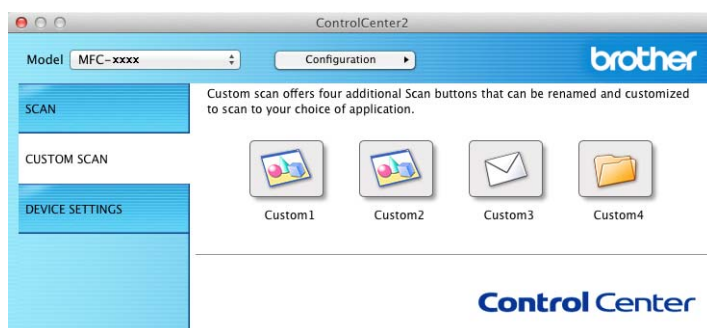 ControlCenter2
Model MFC-xxxx Configuration
brother
SCAN
CUSTOM SCAN
DEVICE SETTINGS
Custom scan offers four additional Scan buttons that can be renamed and customized
to scan to your choice of application.
Custom1 Custom2 Custom3 Custom4
Control Center